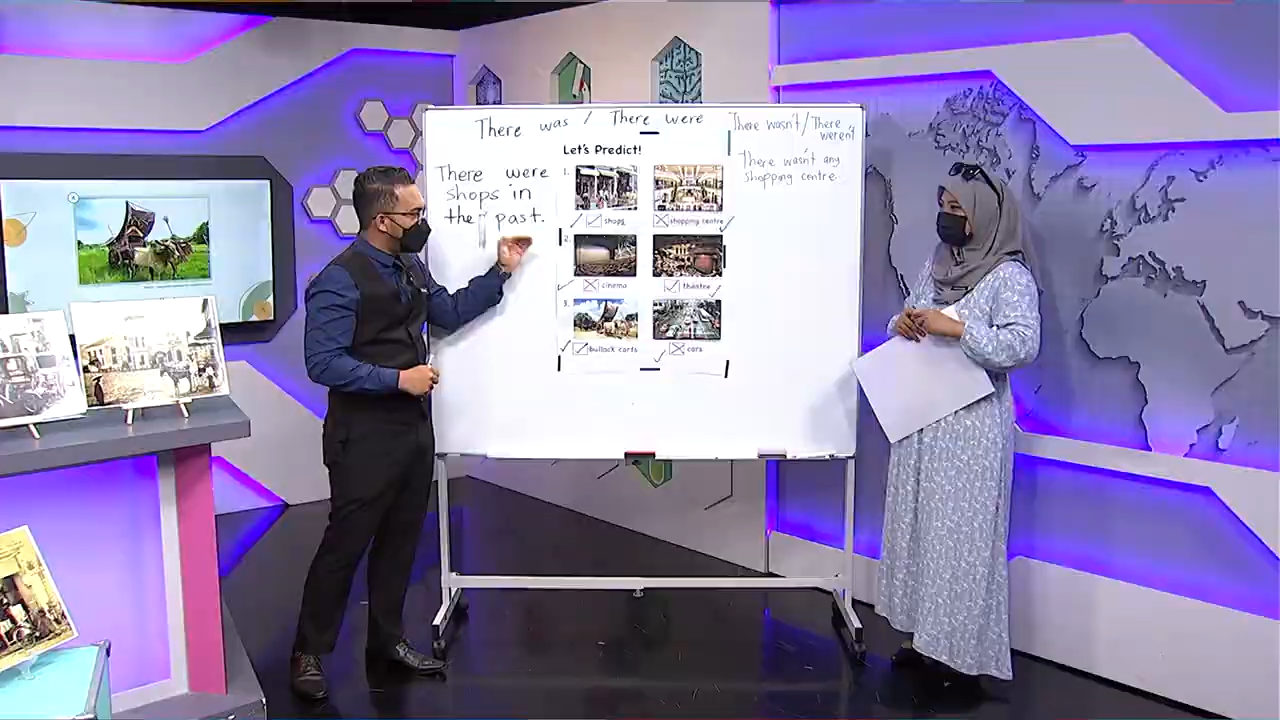 There was / There were
There wasn't / There
weren't
Let's Predict!
There were
shops in
the past.
There wasn't any
shopping centre.
1.
shops
shopping centre
2.
cinema
theatre
3.
bullock carts
cars